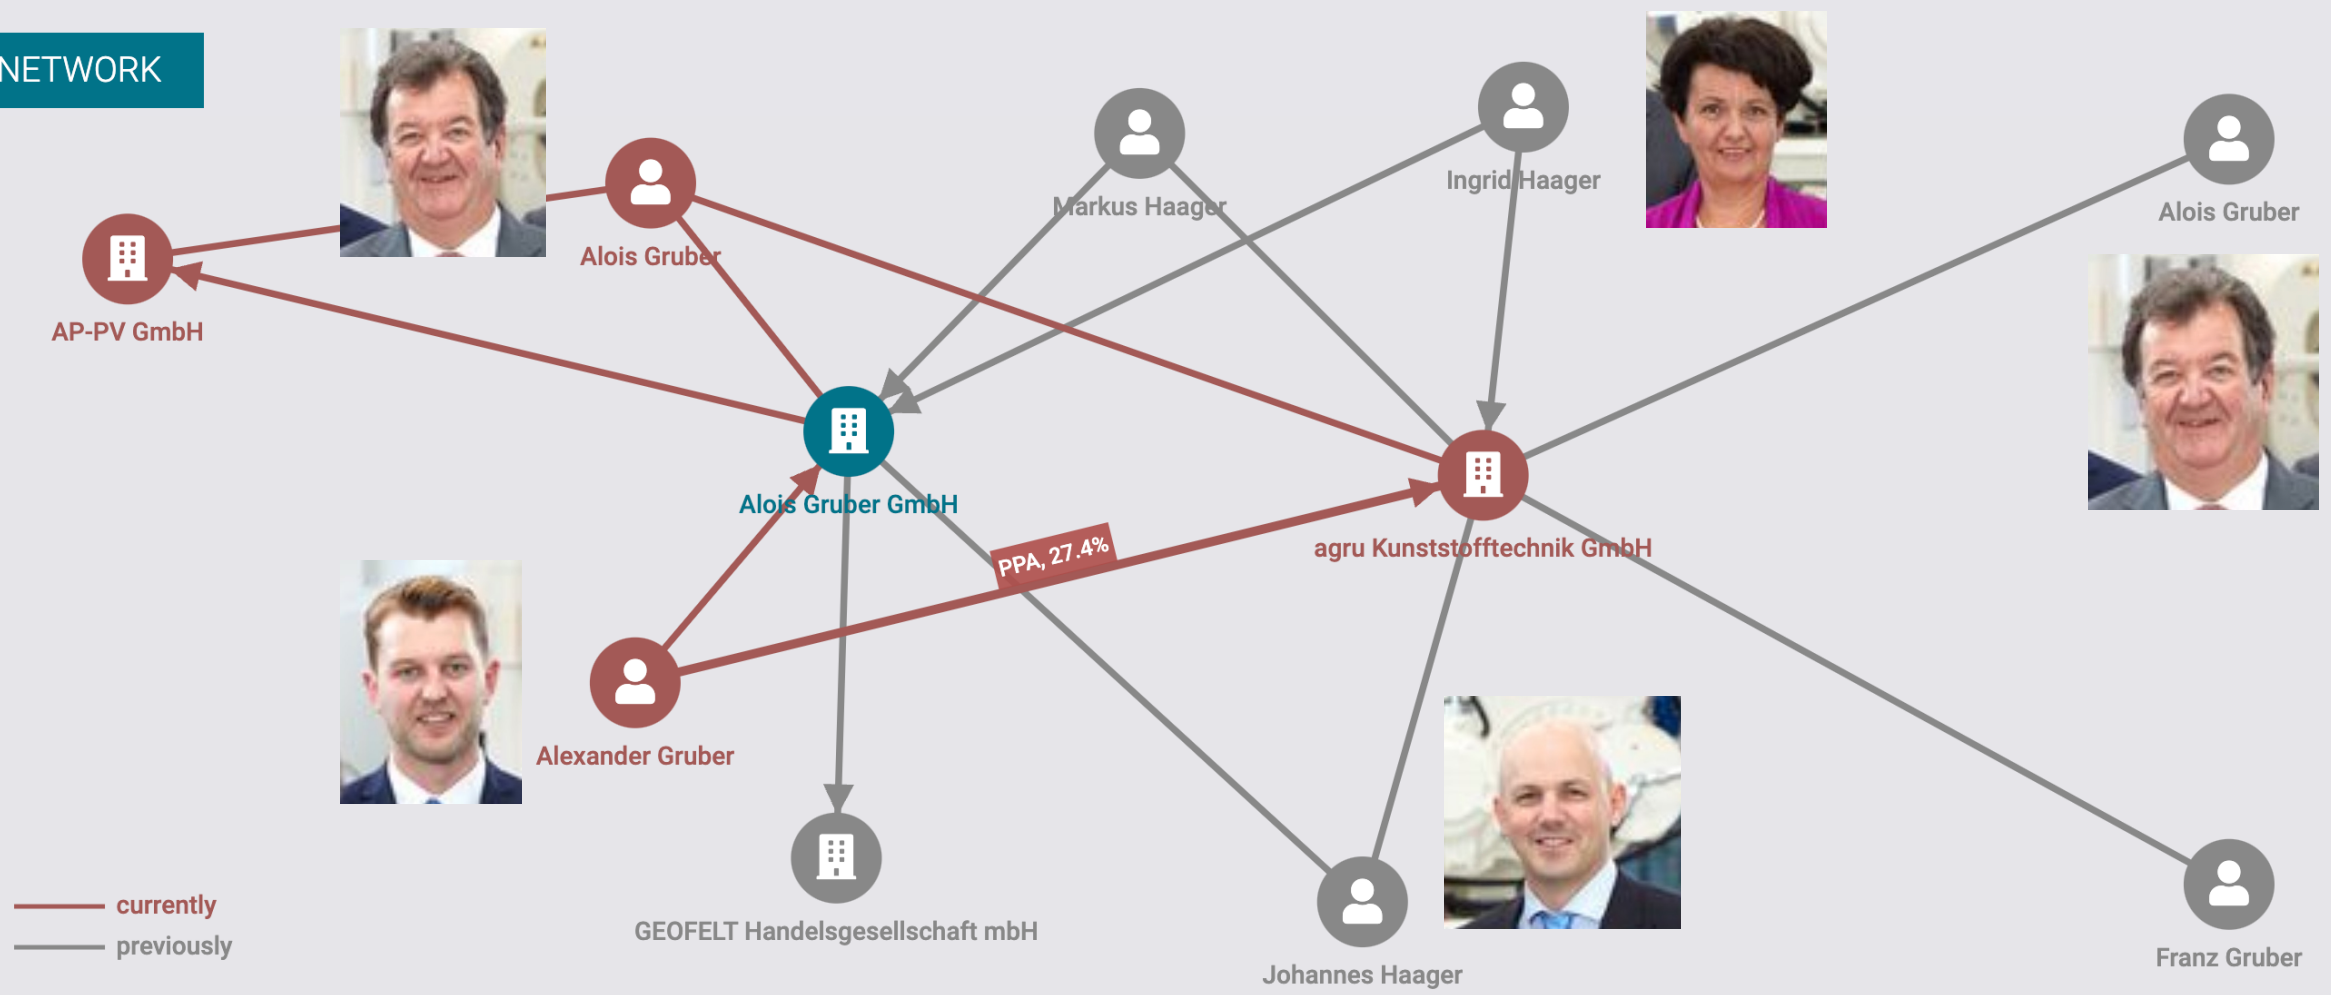 NETWORK
Markus Haager
Ingrid Haager
Alois Gruber
Alois Gruber
AP-PV GmbH
Alois Gruber GmbH
PPA, 27.4%
agru Kunststofftechnik GmbH
Alexander Gruber
currently
previously
GEOFELT Handelsgesellschaft mbH
Johannes Haager
Franz Gruber